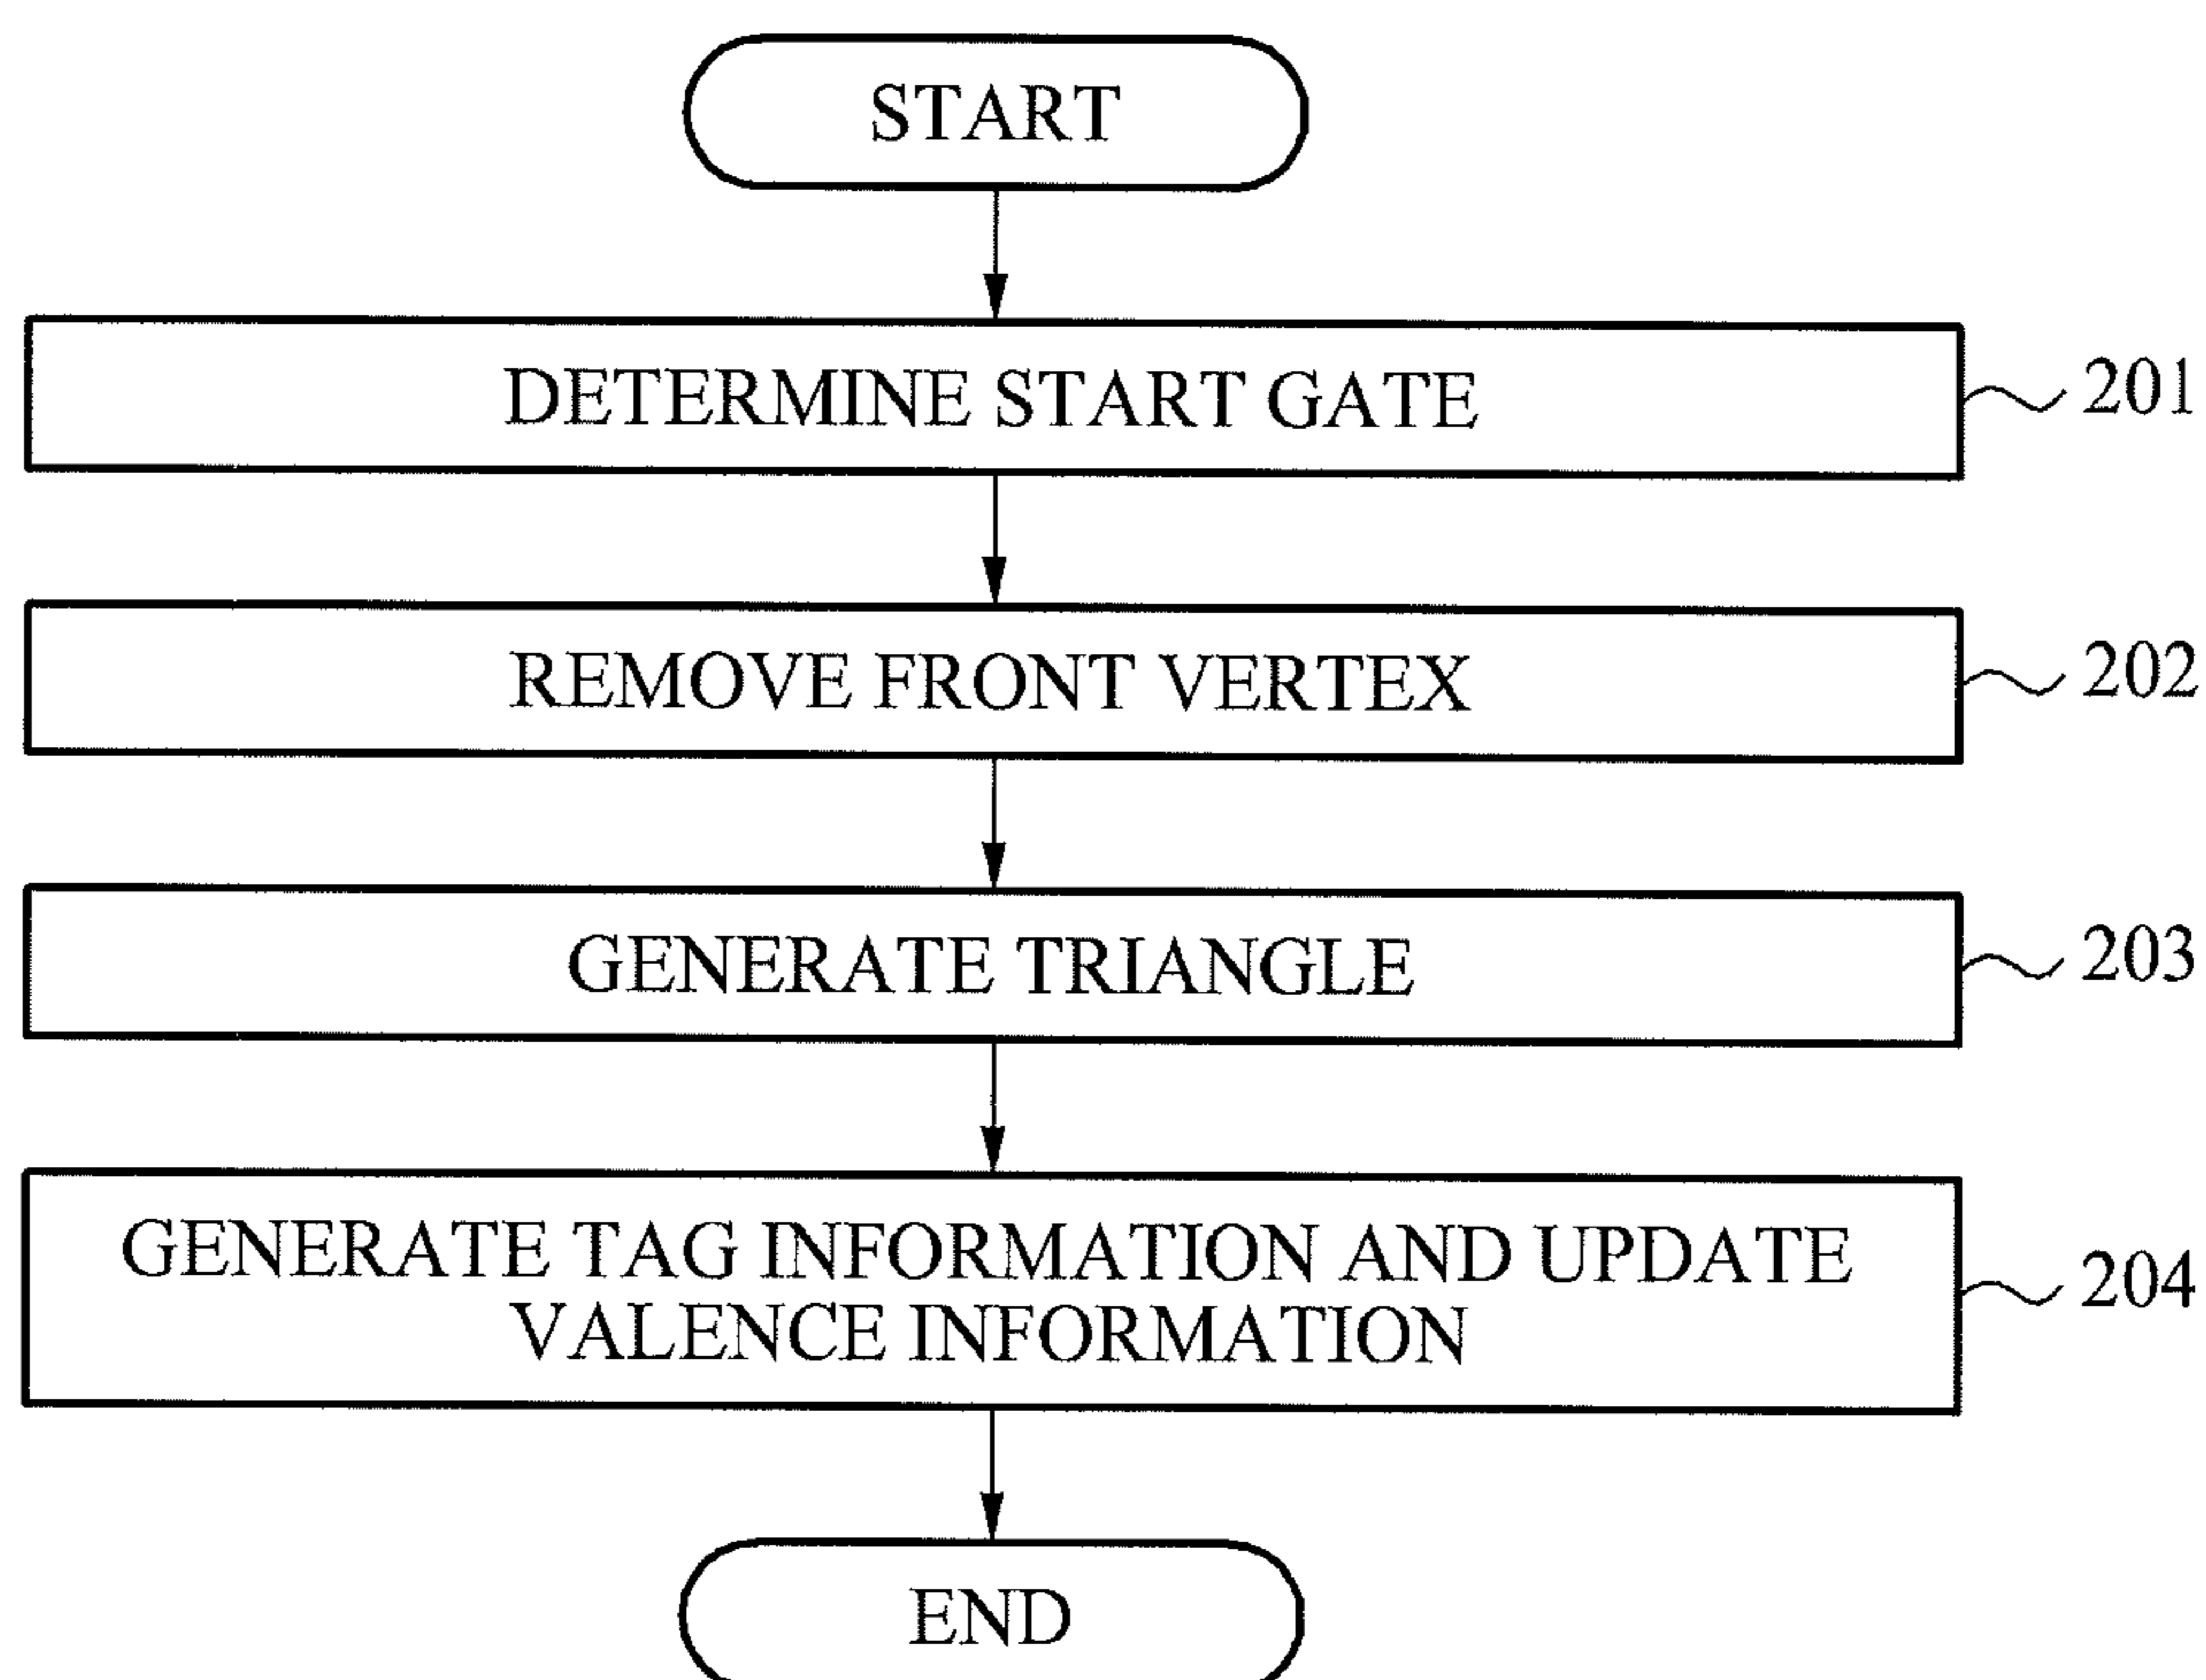 START
DETERMINE START GATE
201
REMOVE FRONT VERTEX
202
GENERATE TRIANGLE
203
GENERATE TAG INFORMATION AND UPDATE
VALENCE INFORMATION
204
END